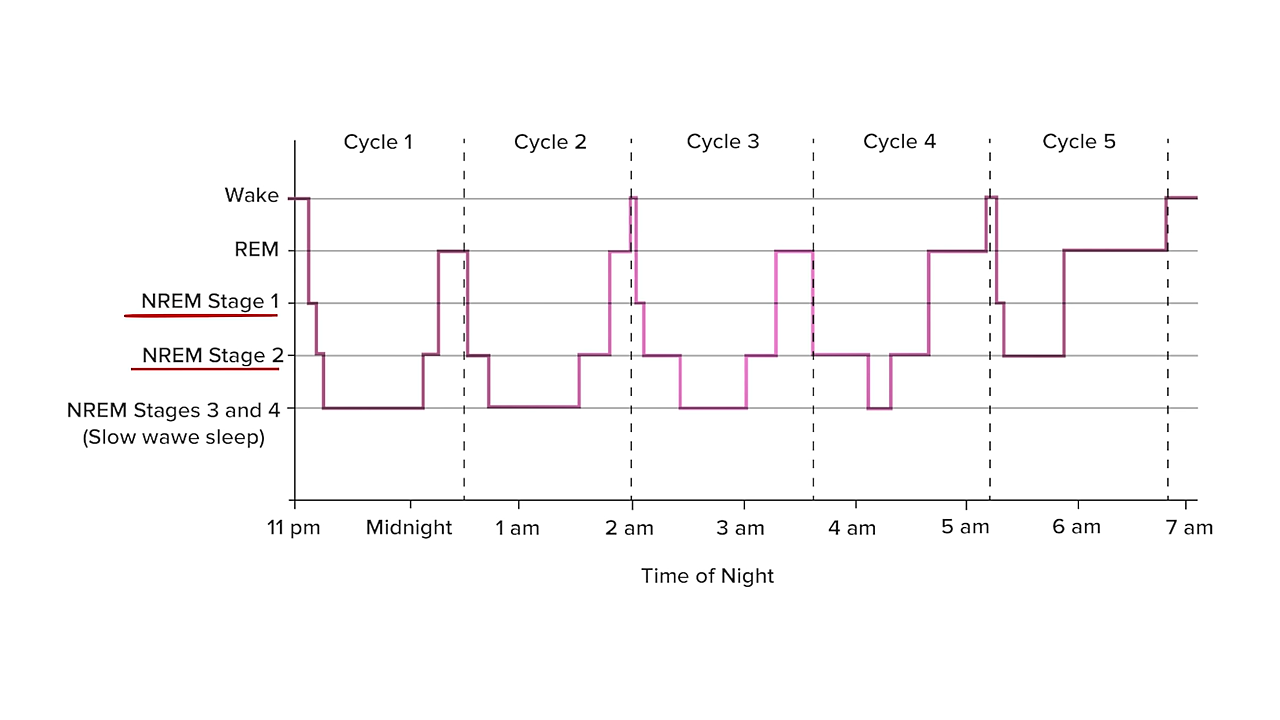 Cycle 1
Cycle 2
Cycle 3
Cycle 4
Cycle 5
Wake
REM
NREM Stage 1
NREM Stage 2
NREM Stages 3 and 4
(Slow wawe sleep)
11 pm
Midnight
1 am
2 am
3 am
4 am
5 am
6 am
7 am
Time of Night